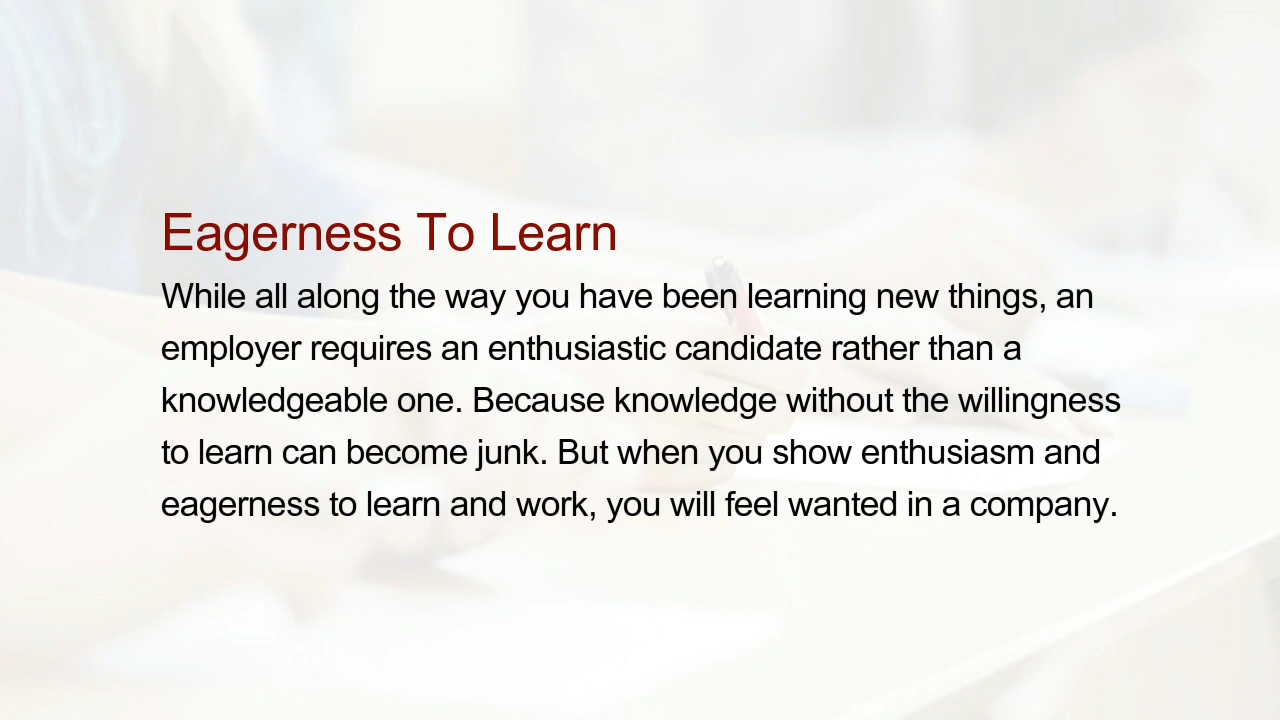 Eagerness To Learn
While all along the way you have been learning new things, an
employer requires an enthusiastic candidate rather than a
knowledgeable one. Because knowledge without the willingness
to learn can become junk. But when you show enthusiasm and
eagerness to learn and work, you will feel wanted in a company.